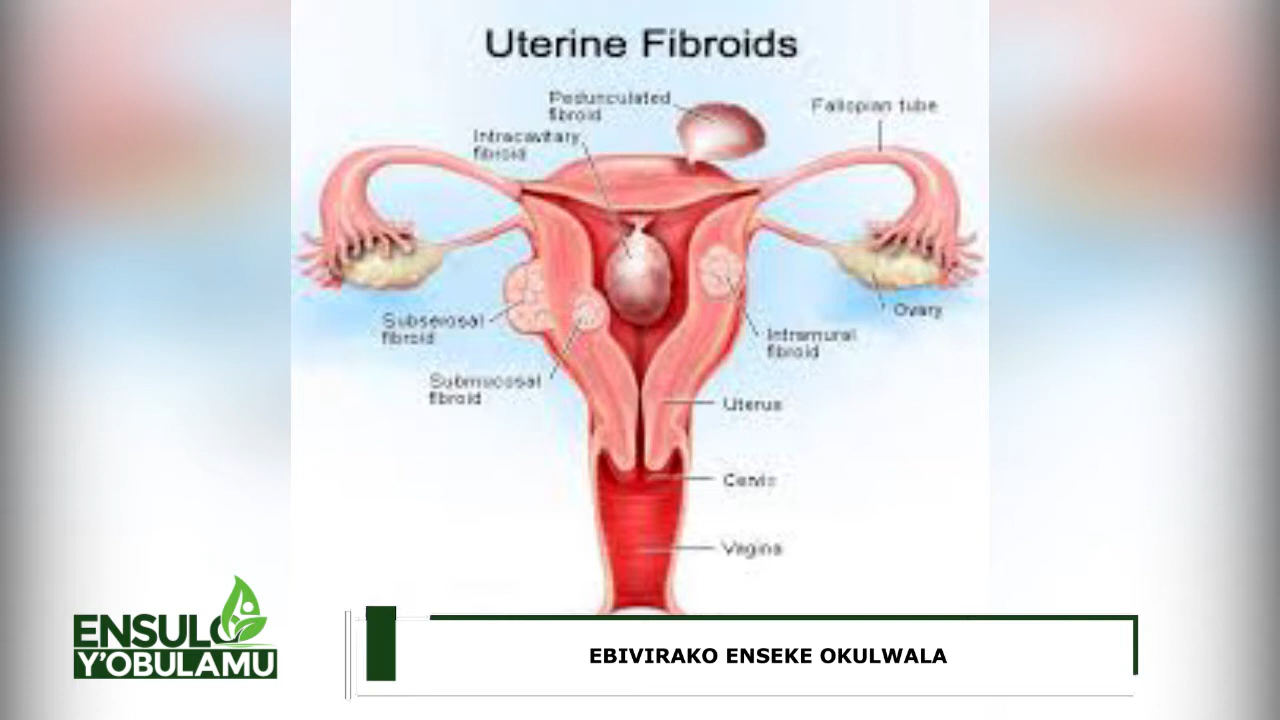 Uterine Fibroids
Pedunculated
fibroid
Fallopian tube
Intracavitary
fibroid
Ovary
Subserosal
fibroid
Intramural
fibroid
Submucosal
fibroid
Uterus
Cervix
Vagina
ENSULO
Y'OBULAMU
EBIVIRAKO ENSEKE OKULWALA